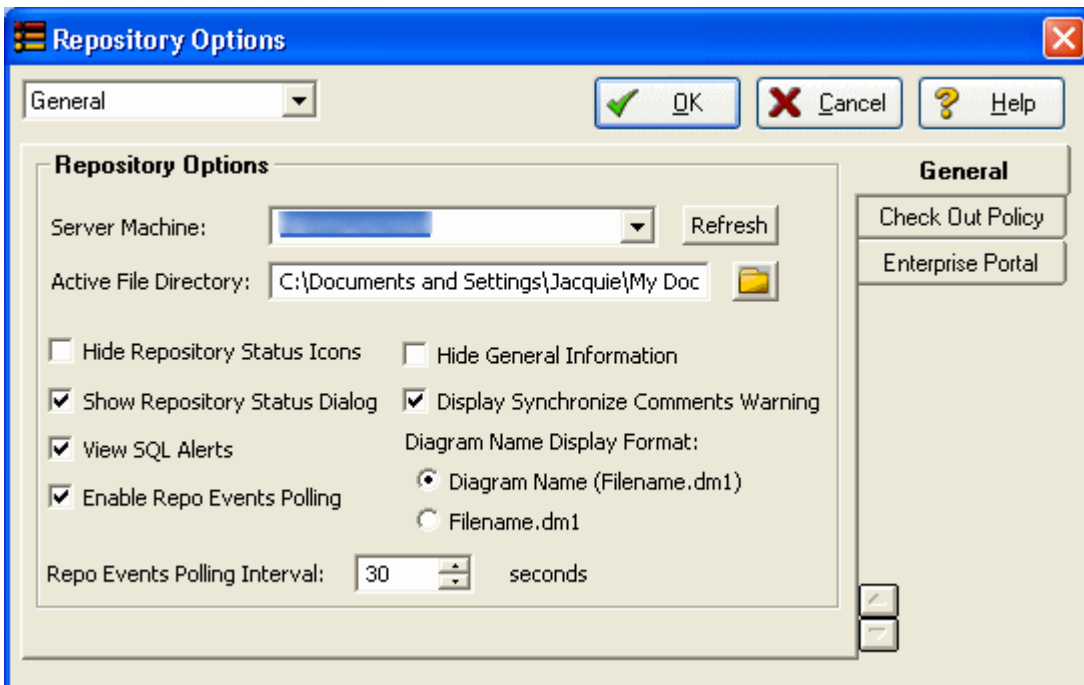 Repository Options
General
OK
Cancel
Help
Repository Options
General
Check Out Policy
Enterprise Portal
Server Machine:
Refresh
Active File Directory:
C:\Documents and Settings\Jacquie\My Doc
Hide Repository Status Icons
Hide General Information
Show Repository Status Dialog
Display Synchronize Comments Warning
View SQL Alerts
Diagram Name Display Format:
Enable Repo Events Polling
Diagram Name (Filename.dm1)
Filename.dm1
Repo Events Polling Interval: 30 seconds